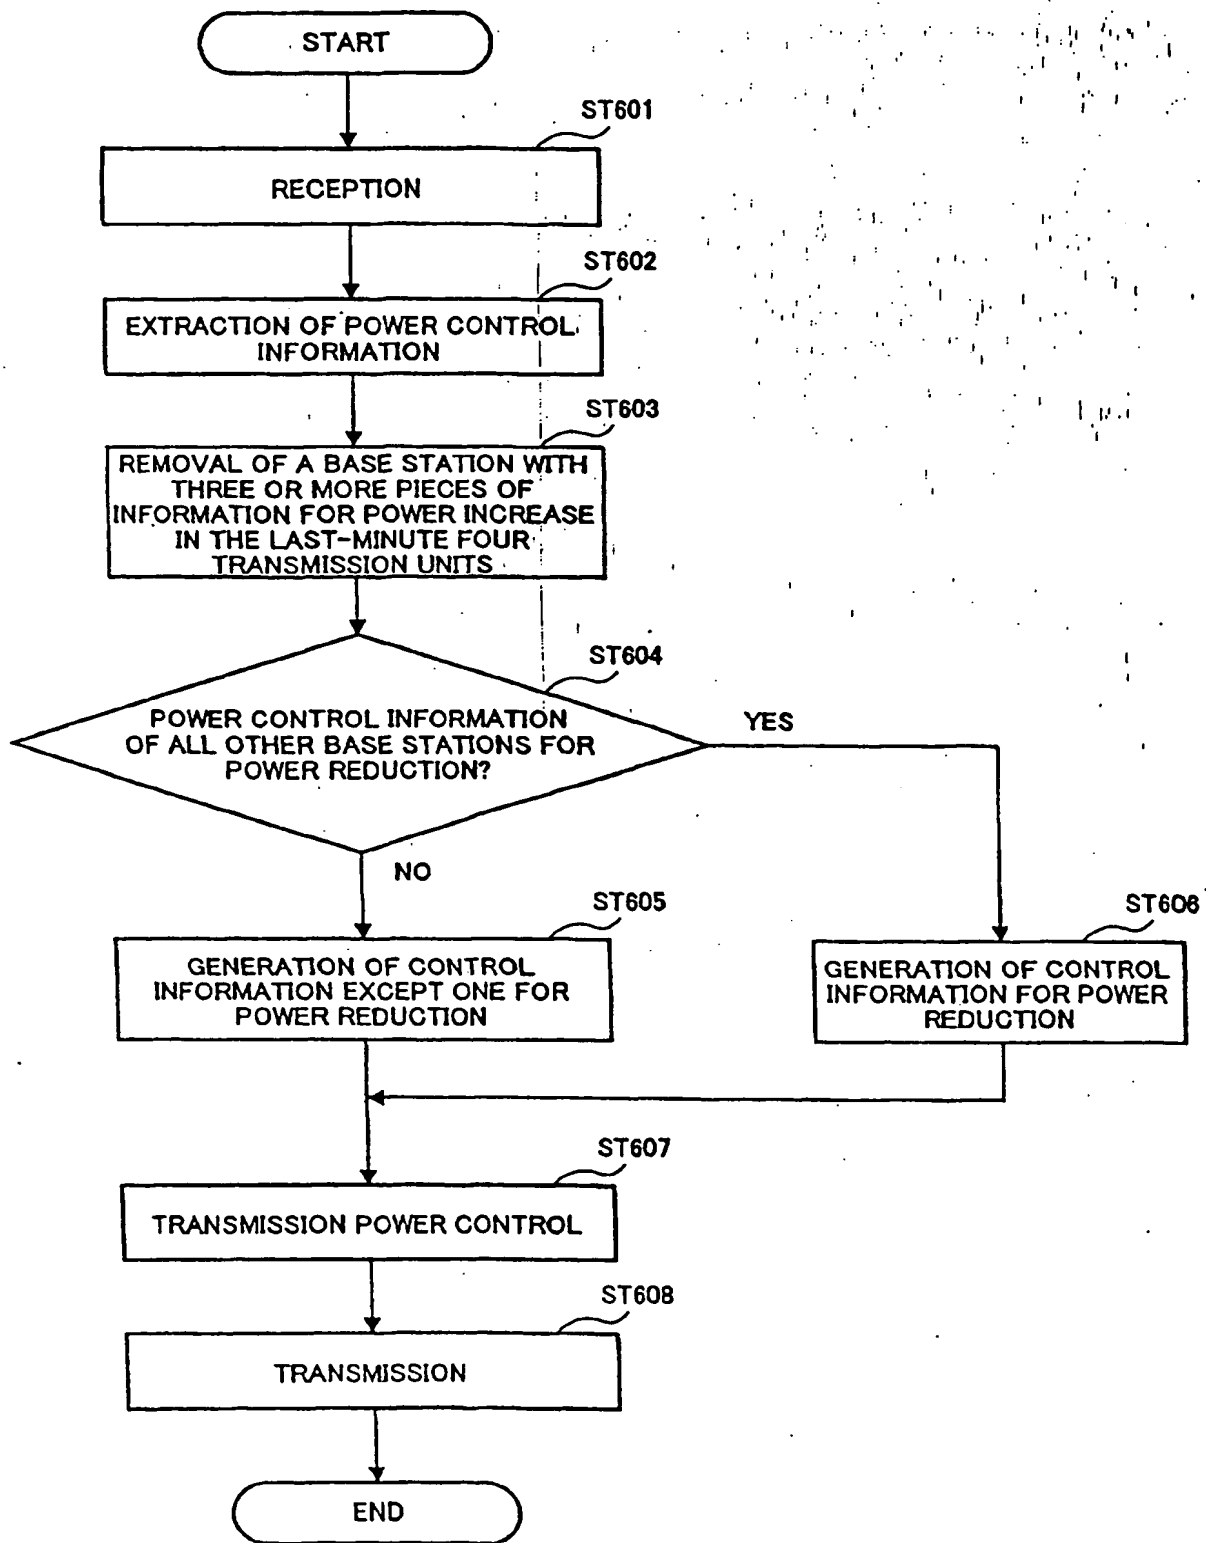 START
ST601
RECEPTION
ST602
EXTRACTION OF POWER CONTROL
INFORMATION
ST603
REMOVAL OF A BASE STATION WITH
THREE OR MORE PIECES OF
INFORMATION FOR POWER INCREASE
IN THE LAST-MINUTE FOUR
TRANSMISSION UNITS
ST604
POWER CONTROL INFORMATION
OF ALL OTHER BASE STATIONS FOR
POWER REDUCTION?
YES
NO
ST605
GENERATION OF CONTROL
INFORMATION EXCEPT ONE FOR
POWER REDUCTION
ST606
GENERATION OF CONTROL
INFORMATION FOR POWER
REDUCTION
ST607
TRANSMISSION POWER CONTROL
ST608
TRANSMISSION
END